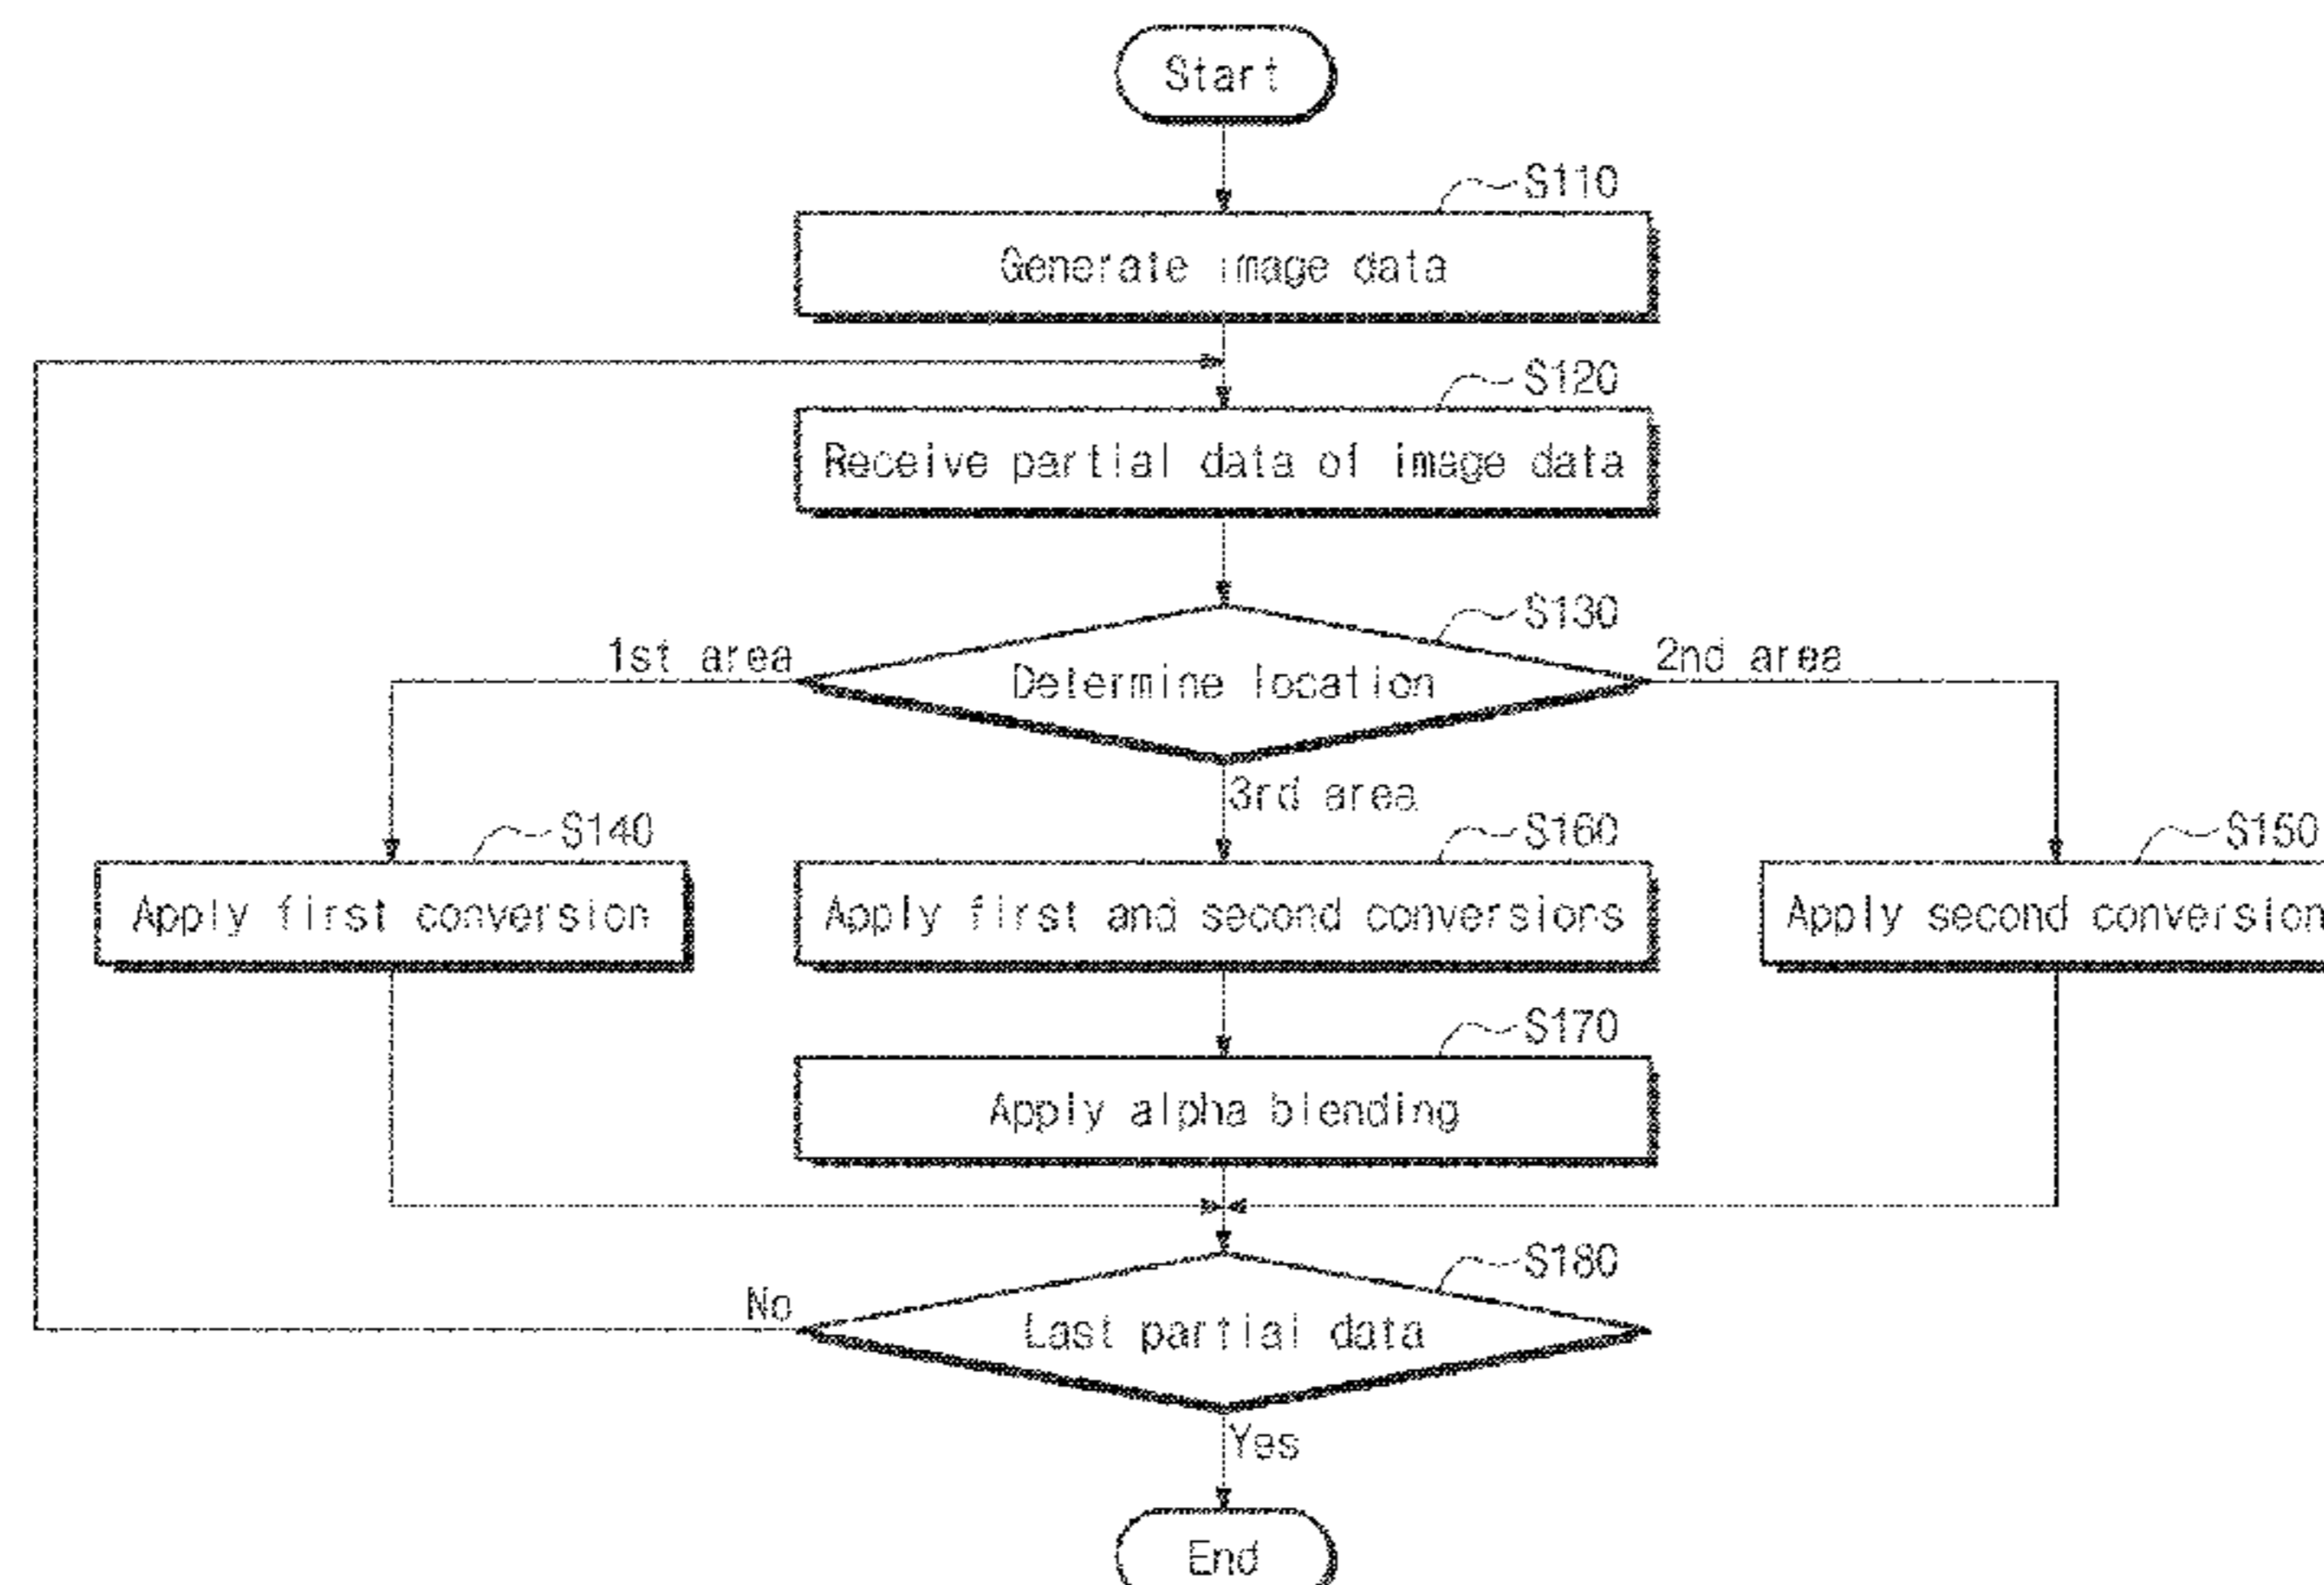 Start
S110
Generate image data
S120
Receive partial data of image data
S130
1st area
2nd area
Determine location
3rd area
S140
S160
S150
Apply first conversion
Apply first and second conversions
Apply second conversion
S170
Apply alpha blending
S180
No
Last partial data
Yes
End